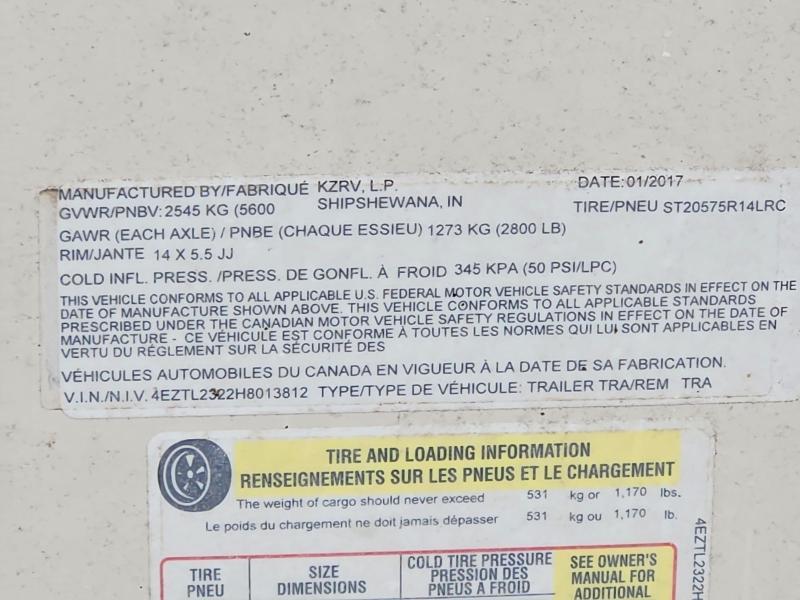 MANUFACTURED BY/FABRIQUÉ KZRV, L.P. DATE: 01/2017
GVWR/PNBV: 2545 KG (5600 SHIPSHEWANA, IN TIRE/PNEU ST20575R14LRC
GAWR (EACH AXLE) / PNBE (CHAQUE ESSIEU) 1273 KG (2800 LB)
RIM/JANTE 14 X 5.5 JJ
COLD INFL. PRESS. /PRESS. DE GONFL. À FROID 345 KPA (50 PSI/LPC)
THIS VEHICLE CONFORMS TO ALL APPLICABLE U.S. FEDERAL MOTOR VEHICLE SAFETY STANDARDS IN EFFECT ON THE
DATE OF MANUFACTURE SHOWN ABOVE. THIS VEHICLE CONFORMS TO ALL APPLICABLE STANDARDS
PRESCRIBED UNDER THE CANADIAN MOTOR VEHICLE SAFETY REGULATIONS IN EFFECT ON THE DATE OF
MANUFACTURE - CE VÉHICULE EST CONFORME À TOUTES LES NORMES QUI LUI SONT APPLICABLES EN
VERTU DU RÉGLEMENT SUR LA SÉCURITÉ DES
VÉHICULES AUTOMOBILES DU CANADA EN VIGUEUR À LA DATE DE SA FABRICATION.
V.I.N./N.I.V. 4EZTL2322H8013812 TYPE/TYPE DE VÉHICULE: TRAILER TRA/REM TRA
TIRE AND LOADING INFORMATION
RENSEIGNEMENTS SUR LES PNEUS ET LE CHARGEMENT
The weight of cargo should never exceed 531 kg or 1,170 lbs.
Le poids du chargement ne doit jamais dépasser 531 kg ou 1,170 lb.
TIRE
PNEU
SIZE
DIMENSIONS
COLD TIRE PRESSURE
PRESSION DES
PNEUS A FROID
SEE OWNER'S
MANUAL FOR
ADDITIONAL
4EZTL2322H